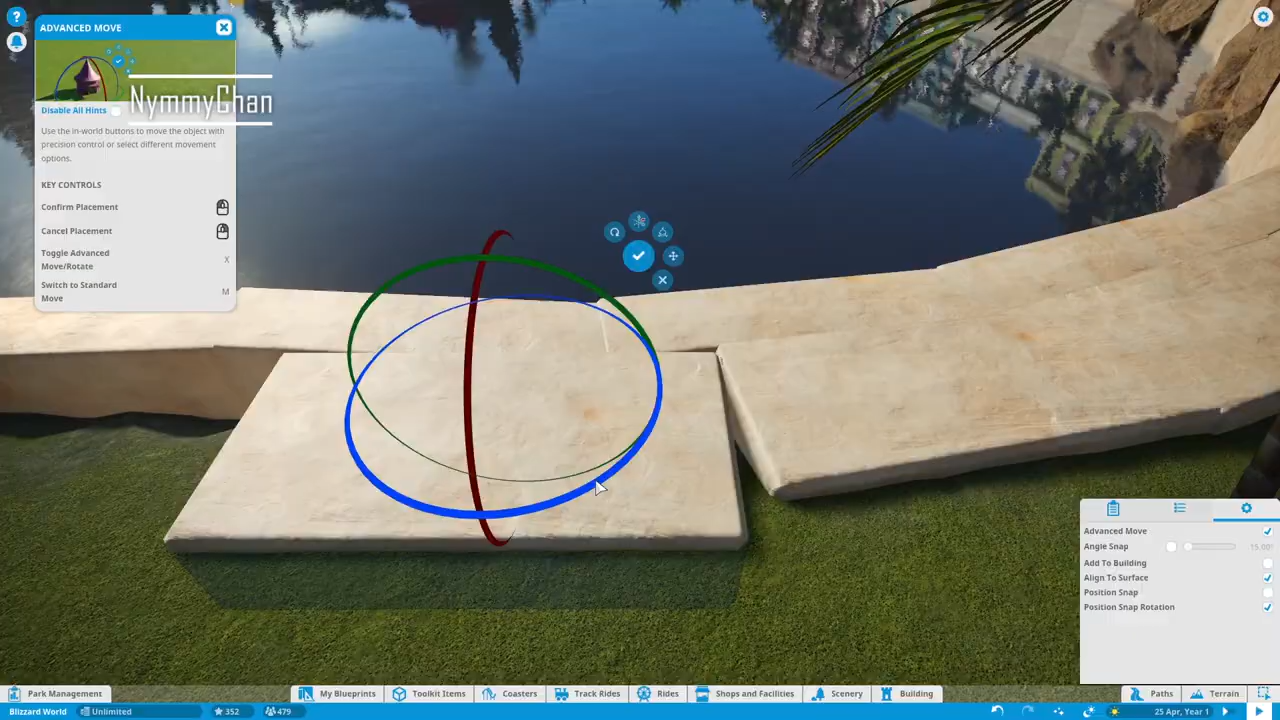 ADVANCED MOVE
NymmyChan
Disable All Hints
Use the in-world buttons to move the object with
precision control or select different movement
options.
KEY CONTROLS
Confirm Placement
Cancel Placement
Toggle Advanced
Move/Rotate X
Switch to Standard
Move M
Advanced Move
Angle Snap 15.00°
Add To Building
Align To Surface
Position Snap
Position Snap Rotation
Park Management My Blueprints Toolkit Items Coasters Track Rides Rides Shops and Facilities Scenery Building Paths Terrain
Blizzard World Unlimited 352 479 25 Apr, Year 1